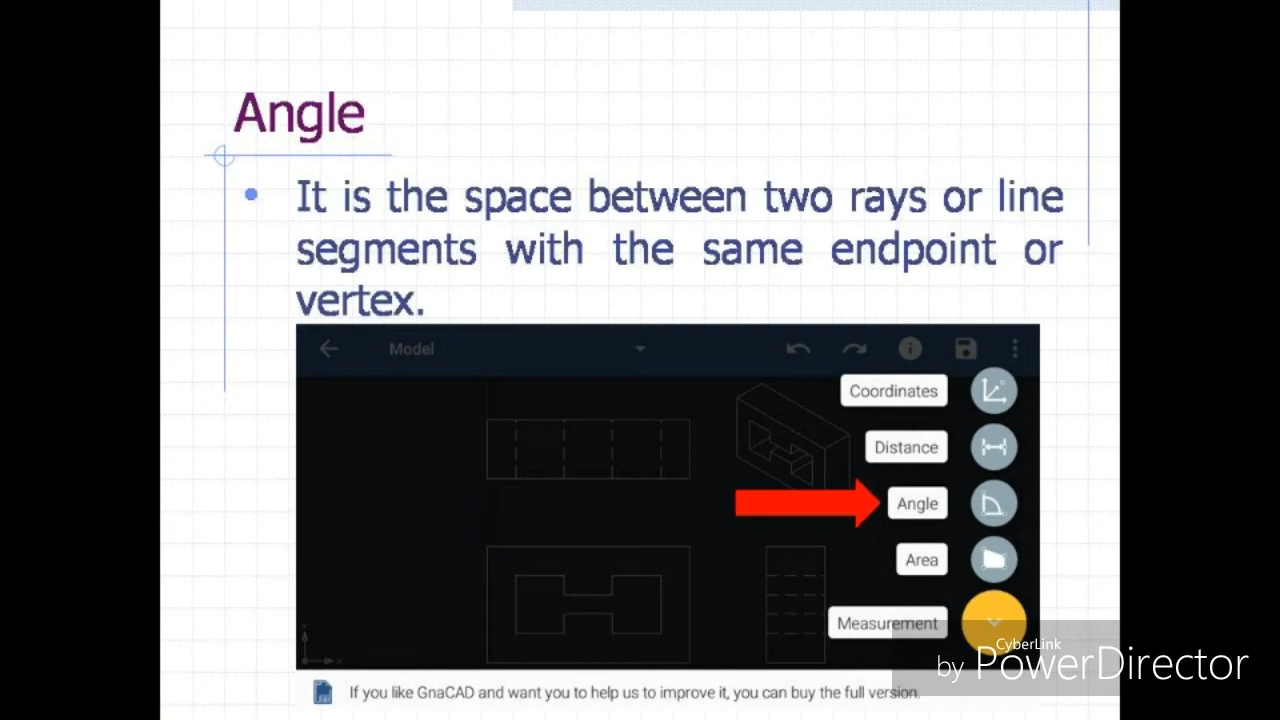 Angle
• It is the space between two rays or line
segments with the same endpoint or
vertex.
Model
Coordinates
Distance
Angle
Area
Measurement
CyberLink
by PowerDirector
If you like GnaCAD and want you to help us to improve it, you can buy the full version.